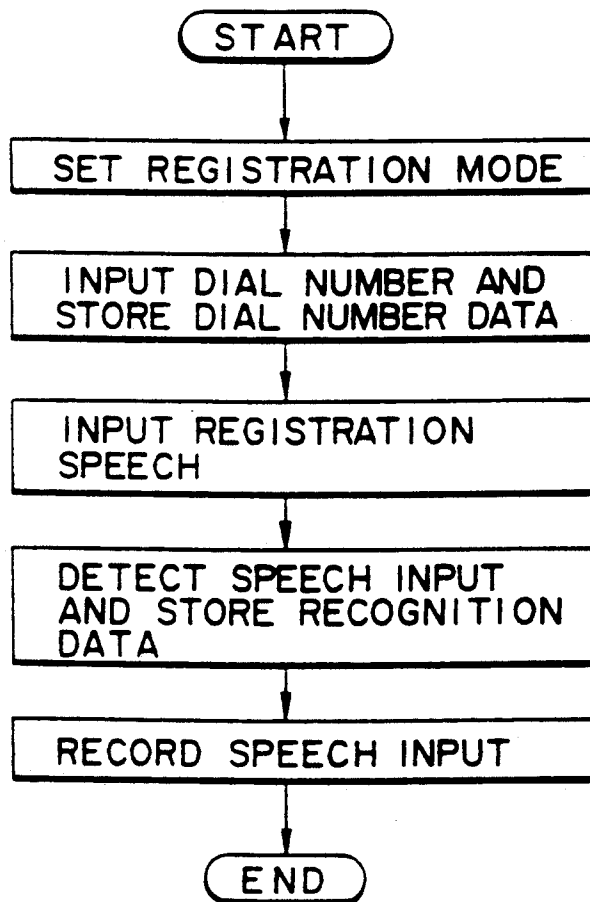 START
SET REGISTRATION MODE
INPUT DIAL NUMBER AND
STORE DIAL NUMBER DATA
INPUT REGISTRATION
SPEECH
DETECT SPEECH INPUT
AND STORE RECOGNITION
DATA
RECORD SPEECH INPUT
END